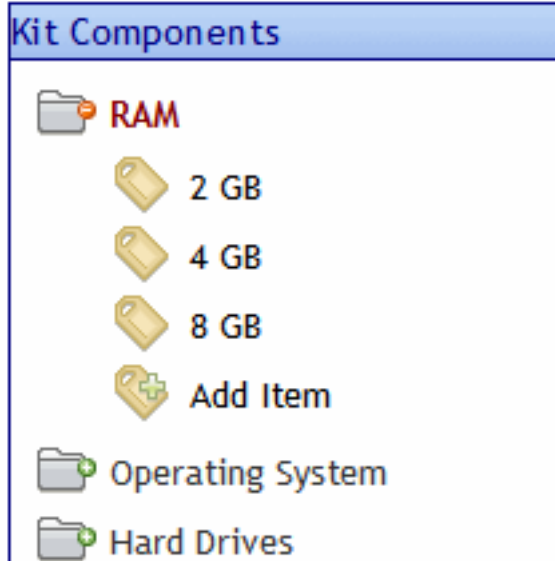 Kit Components
RAM
2 GB
4 GB
8 GB
Add Item
Operating System
Hard Drives